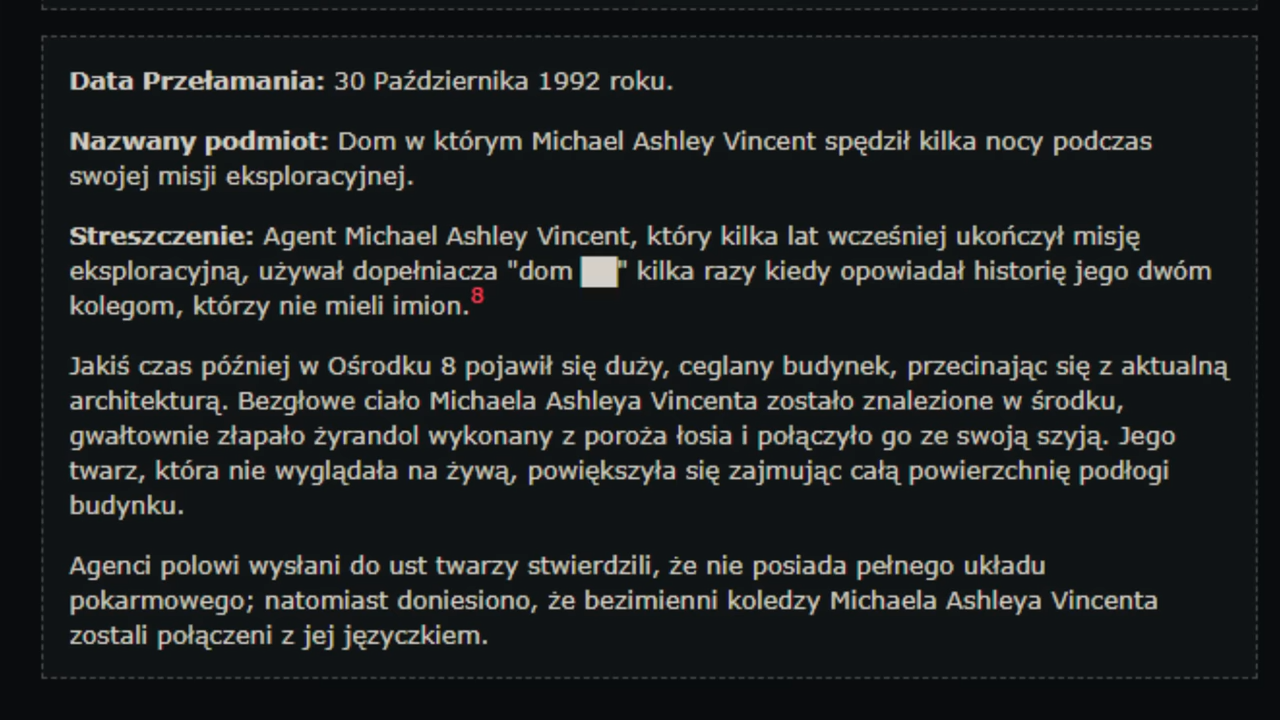 Data Przełamania: 30 Października 1992 roku.
Nazwany podmiot: Dom w którym Michael Ashley Vincent spędził kilka nocy podczas
swojej misji eksploracyjnej.
Streszczenie: Agent Michael Ashley Vincent, który kilka lat wcześniej ukończył misję
eksploracyjną, używał dopełniacza "dom ██" kilka razy kiedy opowiadał historię jego dwóm
kolegom, którzy nie mieli imion.8
Jakiś czas później w Ośrodku 8 pojawił się duży, ceglany budynek, przecinając się z aktualną
architekturą. Bezgłowe ciało Michaela Ashleya Vincenta zostało znalezione w środku,
gwałtownie złapało żyrandol wykonany z poroża łosia i połączyło go ze swoją szyją. Jego
twarz, która nie wyglądała na żywą, powiększyła się zajmując całą powierzchnię podłogi
budynku.
Agenci polowi wysłani do ust twarzy stwierdzili, że nie posiada pełnego układu
pokarmowego; natomiast doniesiono, że bezimienni koledzy Michaela Ashleya Vincenta
zostali połączeni z jej języczkiem.